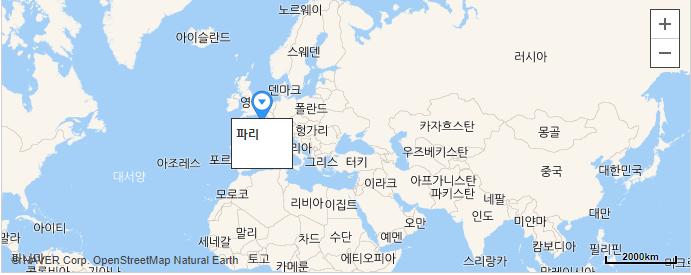 노르웨이
아이슬란드
스웨덴
러시아
덴마크
영
폴란드
파리
헝가리
카자흐스탄
몽골
리아
우즈베키스탄
아조레스
포르
그리스
터키
중국
대한민국
대서양
이라크
아프가니스탄
파키스탄
모로코
리비아
이집트
네팔
인도
오만
대만
미얀마
아이티
말리
세네갈
차드
수단
예멘
캄보디아
필리핀
말라
토고
카메룬
에티오피아
스리랑카
© NAVER Corp. OpenStreetMap Natural Earth
2000km